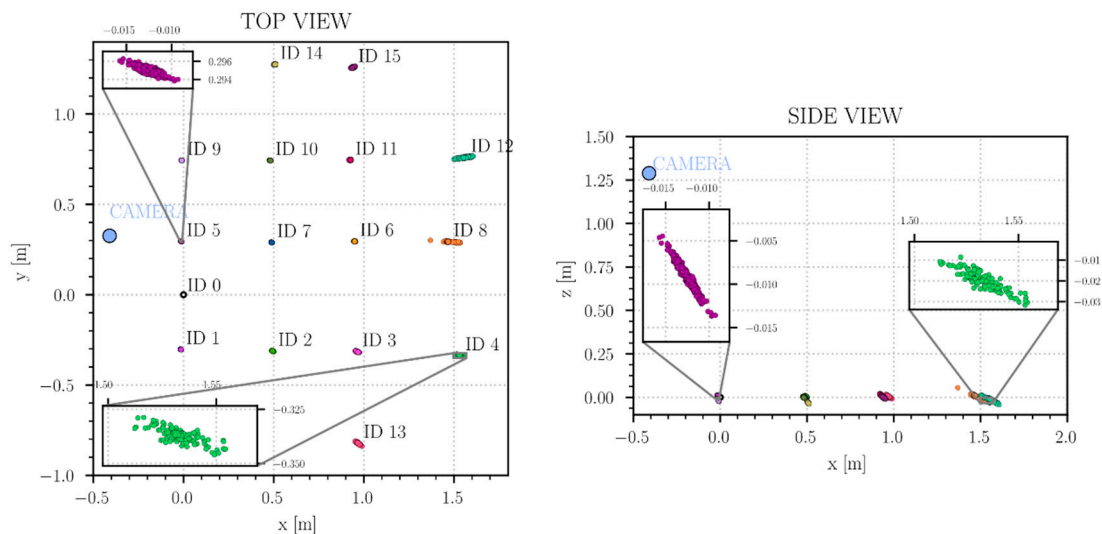 TOP VIEW
−0.015 −0.010
0.296
0.294
ID 14
ID 15
1.0
ID 9
ID 10
ID 11
ID 12
0.5
CAMERA
ID 5
ID 7
ID 6
ID 8
y [m]
0.0
ID 0
ID 1
ID 2
ID 3
ID 4
1.50 1.55
−0.325
−0.350
−0.5
ID 13
−1.0
−0.5 0.0 0.5 1.0 1.5
x [m]
SIDE VIEW
1.50
CAMERA
1.25
−0.015 −0.010
1.50 1.55
1.00
−0.005
−0.010
−0.015
−0.01
−0.02
−0.03
0.75
z [m]
0.50
0.25
0.00
−0.5 0.0 0.5 1.0 1.5 2.0
x [m]